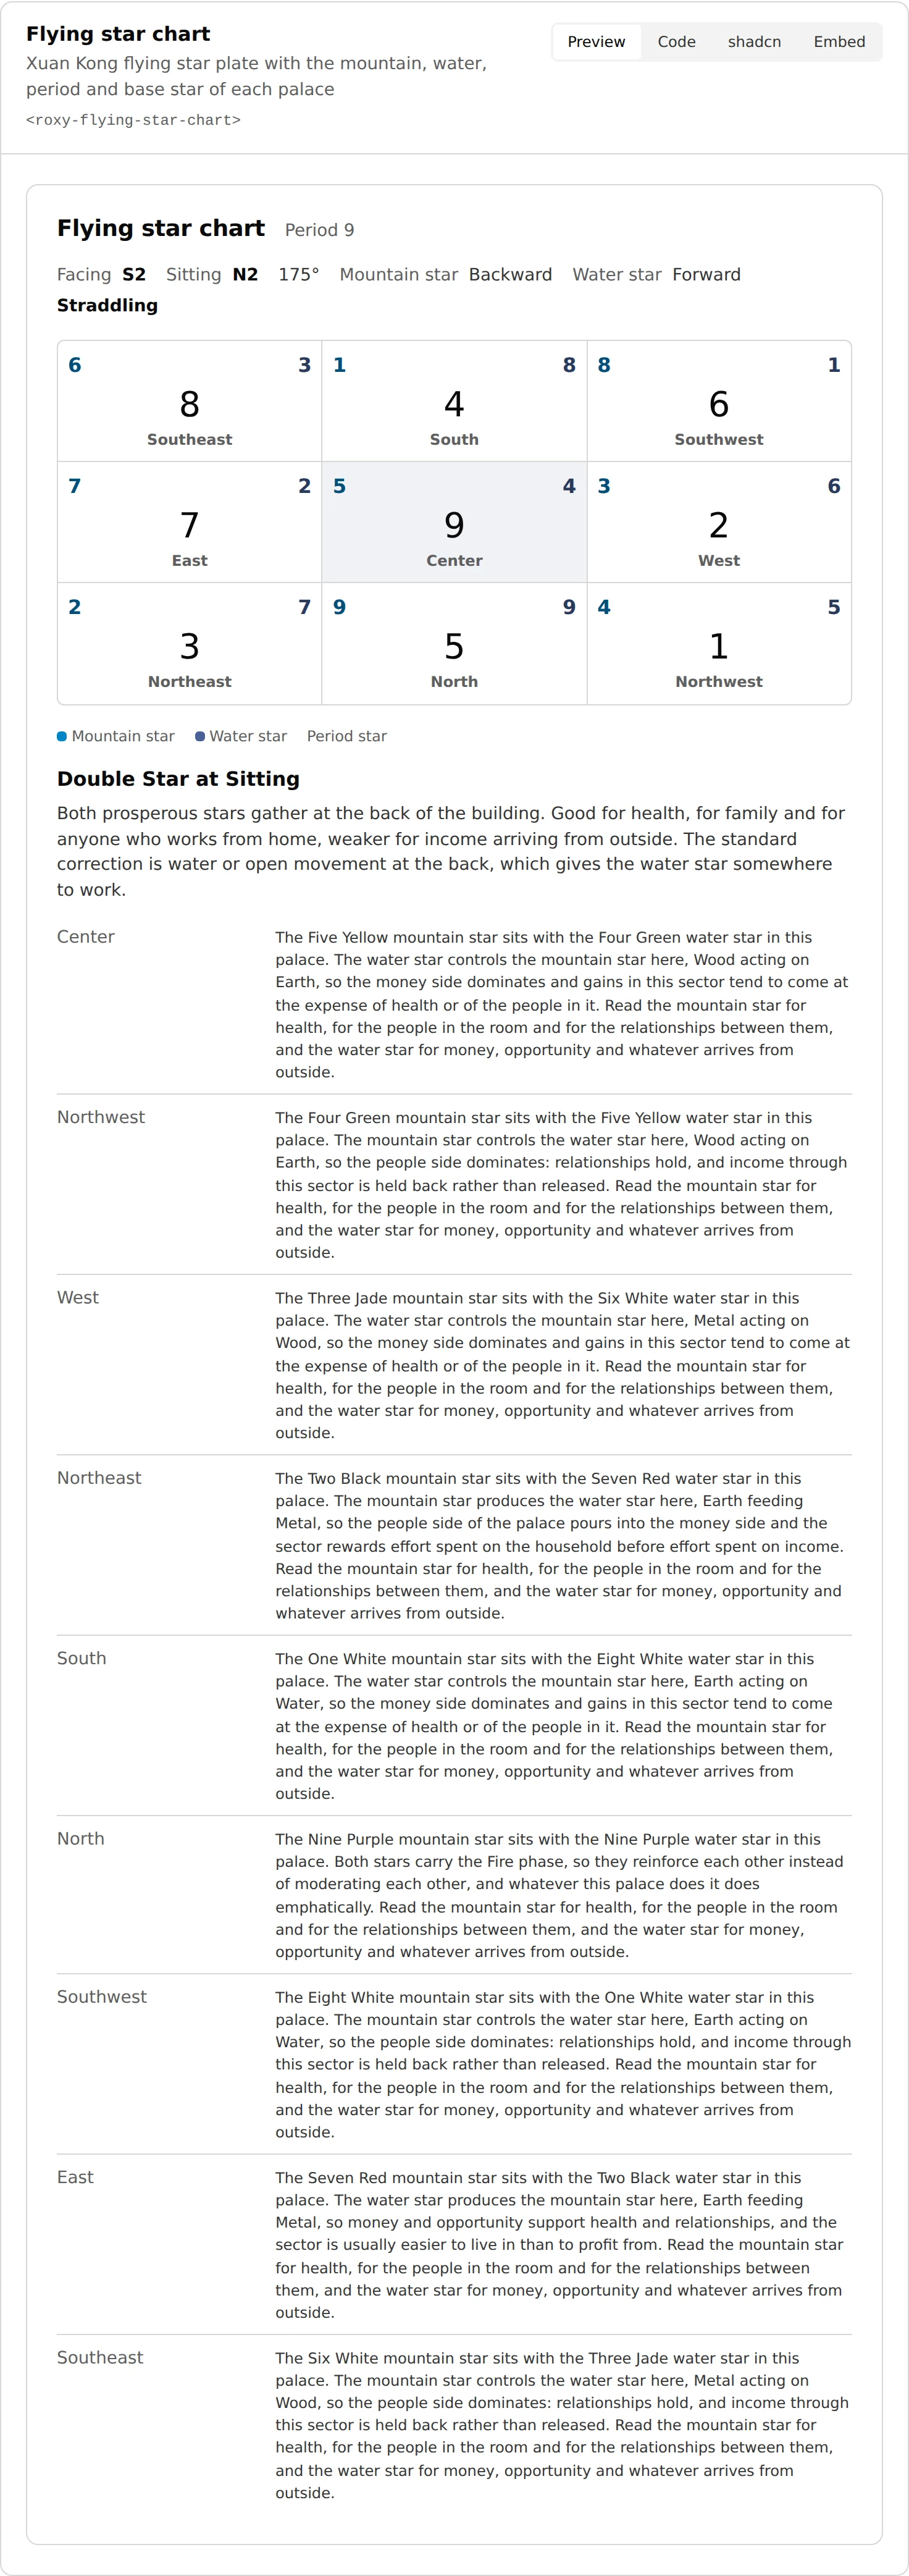 Flying star chart
Preview Code shadcn Embed
Xuan Kong flying star plate with the mountain, water,
period and base star of each palace
<roxy-flying-star-chart>
Flying star chart Period 9
Facing S2 Sitting N2 175° Mountain star Backward Water star Forward
Straddling
6 3 1 8 8 1
8 4 6
Southeast South Southwest
7 2 5 4 3 6
7 9 2
East Center West
2 7 9 9 4 5
3 5 1
Northeast North Northwest
Mountain star Water star Period star
Double Star at Sitting
Both prosperous stars gather at the back of the building. Good for health, for family and for
anyone who works from home, weaker for income arriving from outside. The standard
correction is water or open movement at the back, which gives the water star somewhere
to work.
Center
The Five Yellow mountain star sits with the Four Green water star in this
palace. The water star controls the mountain star here, Wood acting on
Earth, so the money side dominates and gains in this sector tend to come at
the expense of health or of the people in it. Read the mountain star for
health, for the people in the room and for the relationships between them,
and the water star for money, opportunity and whatever arrives from
outside.
Northwest
The Four Green mountain star sits with the Five Yellow water star in this
palace. The mountain star controls the water star here, Wood acting on
Earth, so the people side dominates: relationships hold, and income through
this sector is held back rather than released. Read the mountain star for
health, for the people in the room and for the relationships between them,
and the water star for money, opportunity and whatever arrives from
outside.
West
The Three Jade mountain star sits with the Six White water star in this
palace. The water star controls the mountain star here, Metal acting on
Wood, so the money side dominates and gains in this sector tend to come at
the expense of health or of the people in it. Read the mountain star for
health, for the people in the room and for the relationships between them,
and the water star for money, opportunity and whatever arrives from
outside.
Northeast
The Two Black mountain star sits with the Seven Red water star in this
palace. The mountain star produces the water star here, Earth feeding
Metal, so the people side of the palace pours into the money side and the
sector rewards effort spent on the household before effort spent on income.
Read the mountain star for health, for the people in the room and for the
relationships between them, and the water star for money, opportunity and
whatever arrives from outside.
South
The One White mountain star sits with the Eight White water star in this
palace. The water star controls the mountain star here, Earth acting on
Water, so the money side dominates and gains in this sector tend to come
at the expense of health or of the people in it. Read the mountain star for
health, for the people in the room and for the relationships between them,
and the water star for money, opportunity and whatever arrives from
outside.
North
The Nine Purple mountain star sits with the Nine Purple water star in this
palace. Both stars carry the Fire phase, so they reinforce each other instead
of moderating each other, and whatever this palace does it does
emphatically. Read the mountain star for health, for the people in the room
and for the relationships between them, and the water star for money,
opportunity and whatever arrives from outside.
Southwest
The Eight White mountain star sits with the One White water star in this
palace. The mountain star controls the water star here, Earth acting on
Water, so the people side dominates: relationships hold, and income through
this sector is held back rather than released. Read the mountain star for
health, for the people in the room and for the relationships between them,
and the water star for money, opportunity and whatever arrives from
outside.
East
The Seven Red mountain star sits with the Two Black water star in this
palace. The water star produces the mountain star here, Earth feeding
Metal, so money and opportunity support health and relationships, and the
sector is usually easier to live in than to profit from. Read the mountain star
for health, for the people in the room and for the relationships between
them, and the water star for money, opportunity and whatever arrives from
outside.
Southeast
The Six White mountain star sits with the Three Jade water star in this
palace. The mountain star controls the water star here, Metal acting on
Wood, so the people side dominates: relationships hold, and income through
this sector is held back rather than released. Read the mountain star for
health, for the people in the room and for the relationships between them,
and the water star for money, opportunity and whatever arrives from
outside.